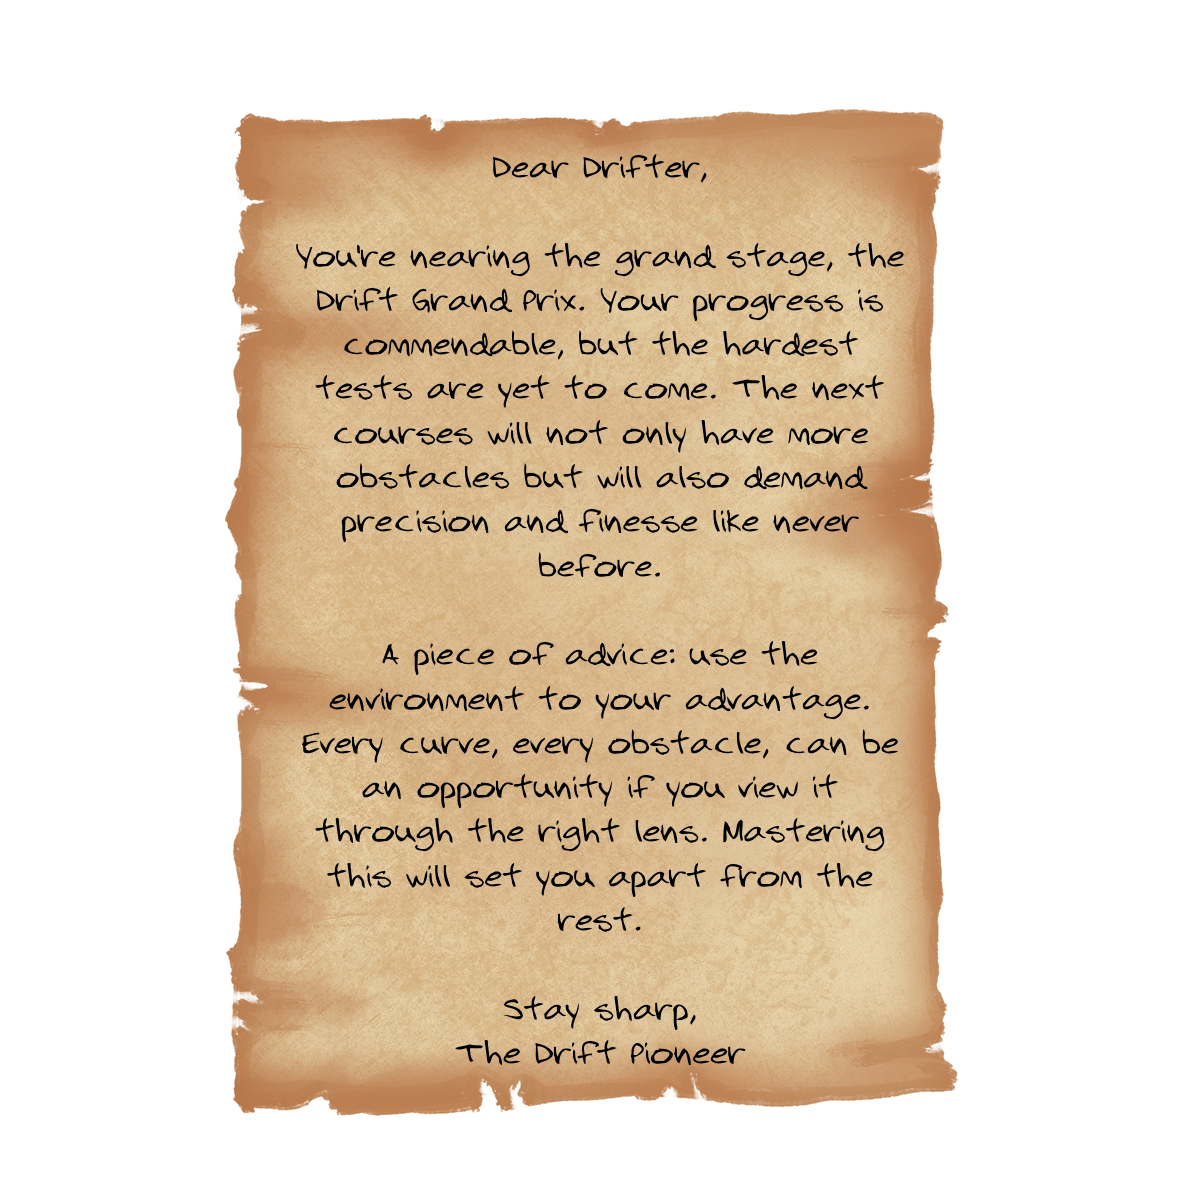 Dear Drifter,
You're nearing the grand stage, the
Drift Grand Prix. Your progress is
commendable, but the hardest
tests are yet to come. The next
courses will not only have more
obstacles but will also demand
precision and finesse like never
before.
A piece of advice: use the
environment to your advantage.
Every curve, every obstacle, can be
an opportunity if you view it
through the right lens. Mastering
this will set you apart from the
rest.
Stay sharp,
The Drift Pioneer